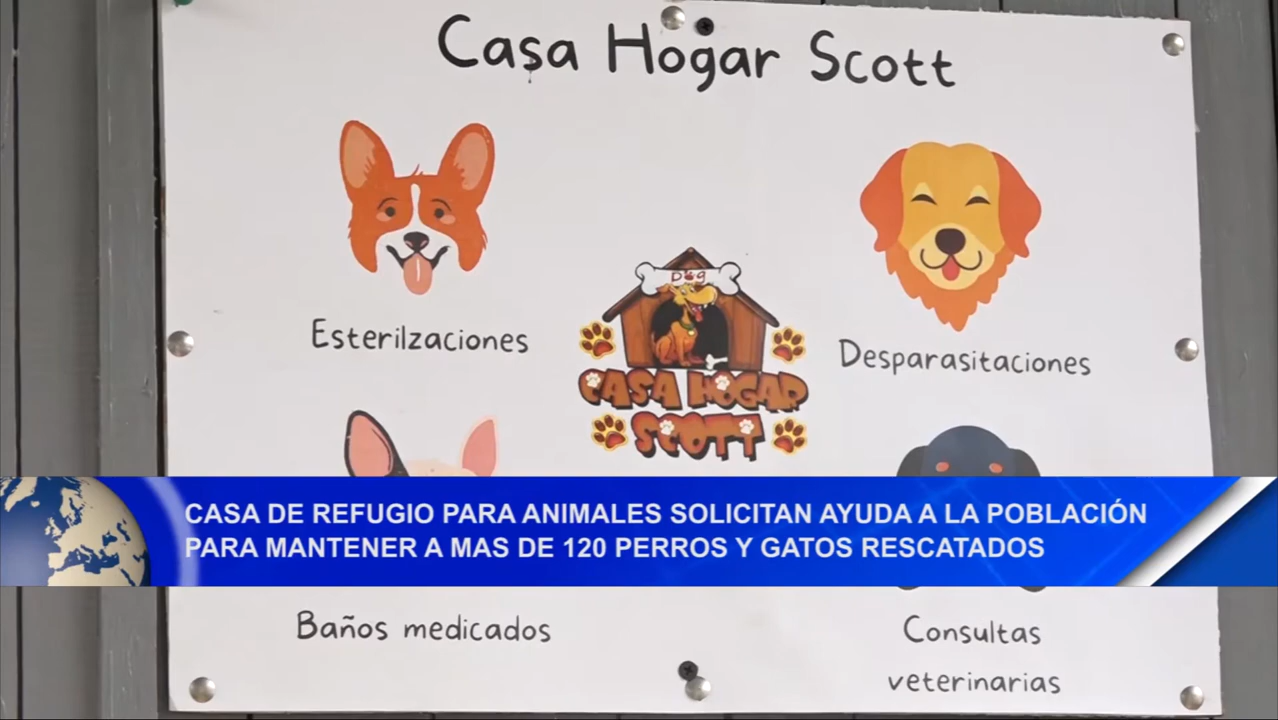 Casa Hogar Scott
Dog
Esterilzaciones
CASA HOGAR
SCOTT
Desparasitaciones
CASA DE REFUGIO PARA ANIMALES SOLICITAN AYUDA A LA POBLACIÓN
PARA MANTENER A MAS DE 120 PERROS Y GATOS RESCATADOS
Baños medicados
Consultas
veterinarias